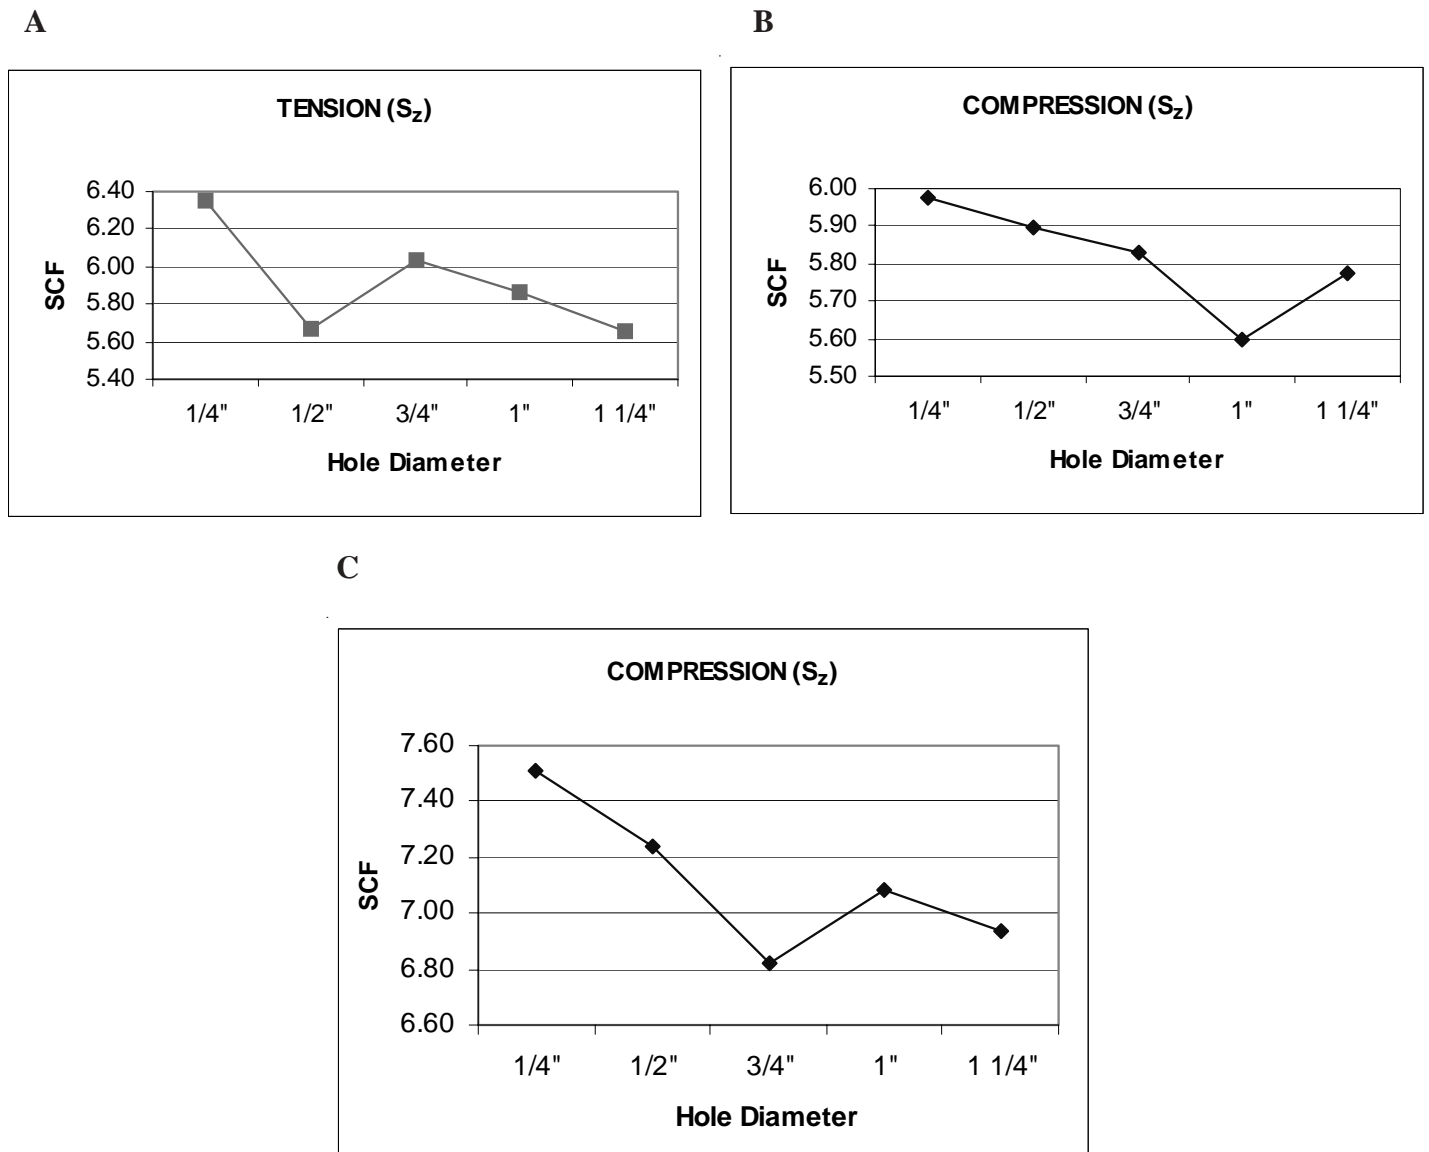 A
TENSION (Sz)
6.40
6.20
6.00
5.80
5.60
5.40
SCF
1/4" 1/2" 3/4" 1" 1 1/4"
Hole Diameter
B
COMPRESSION (Sz)
6.00
5.90
5.80
5.70
5.60
5.50
SCF
1/4" 1/2" 3/4" 1" 1 1/4"
Hole Diameter
C
COMPRESSION (Sz)
7.60
7.40
7.20
7.00
6.80
6.60
SCF
1/4" 1/2" 3/4" 1" 1 1/4"
Hole Diameter